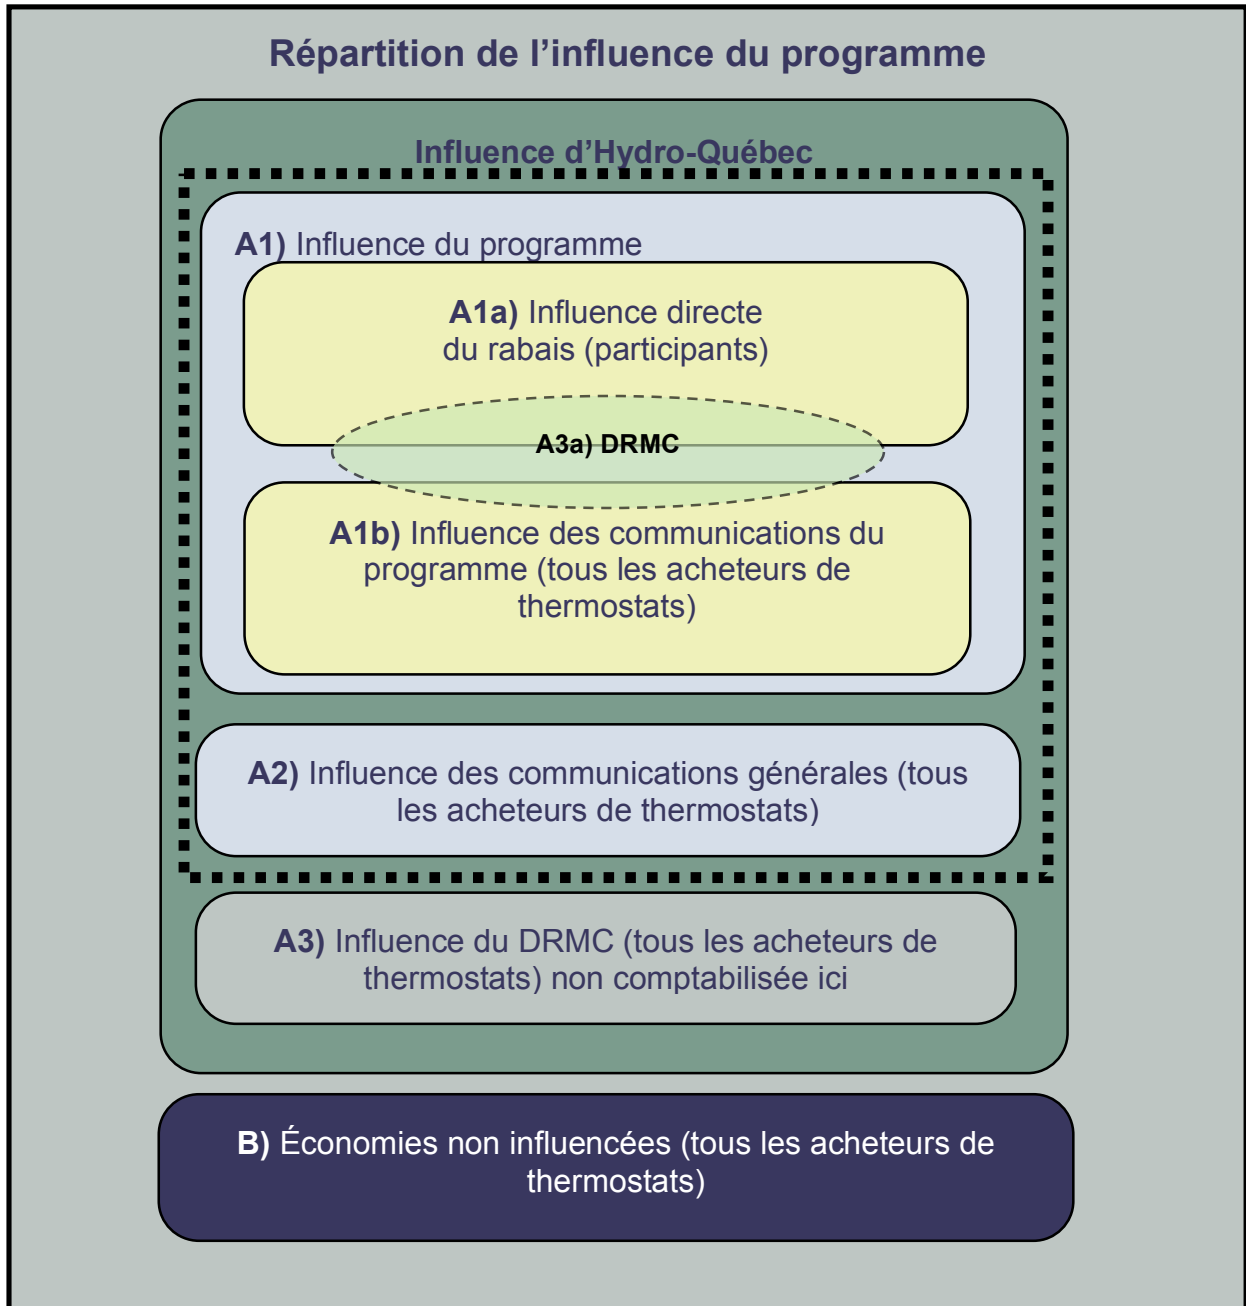 Répartition de l’influence du programme
Influence d’Hydro-Québec
A1) Influence du programme
A1a) Influence directe
du rabais (participants)
A3a) DRMC
A1b) Influence des communications du
programme (tous les acheteurs de
thermostats)
A2) Influence des communications générales (tous
les acheteurs de thermostats)
A3) Influence du DRMC (tous les acheteurs de
thermostats) non comptabilisée ici
B) Économies non influencées (tous les acheteurs de
thermostats)